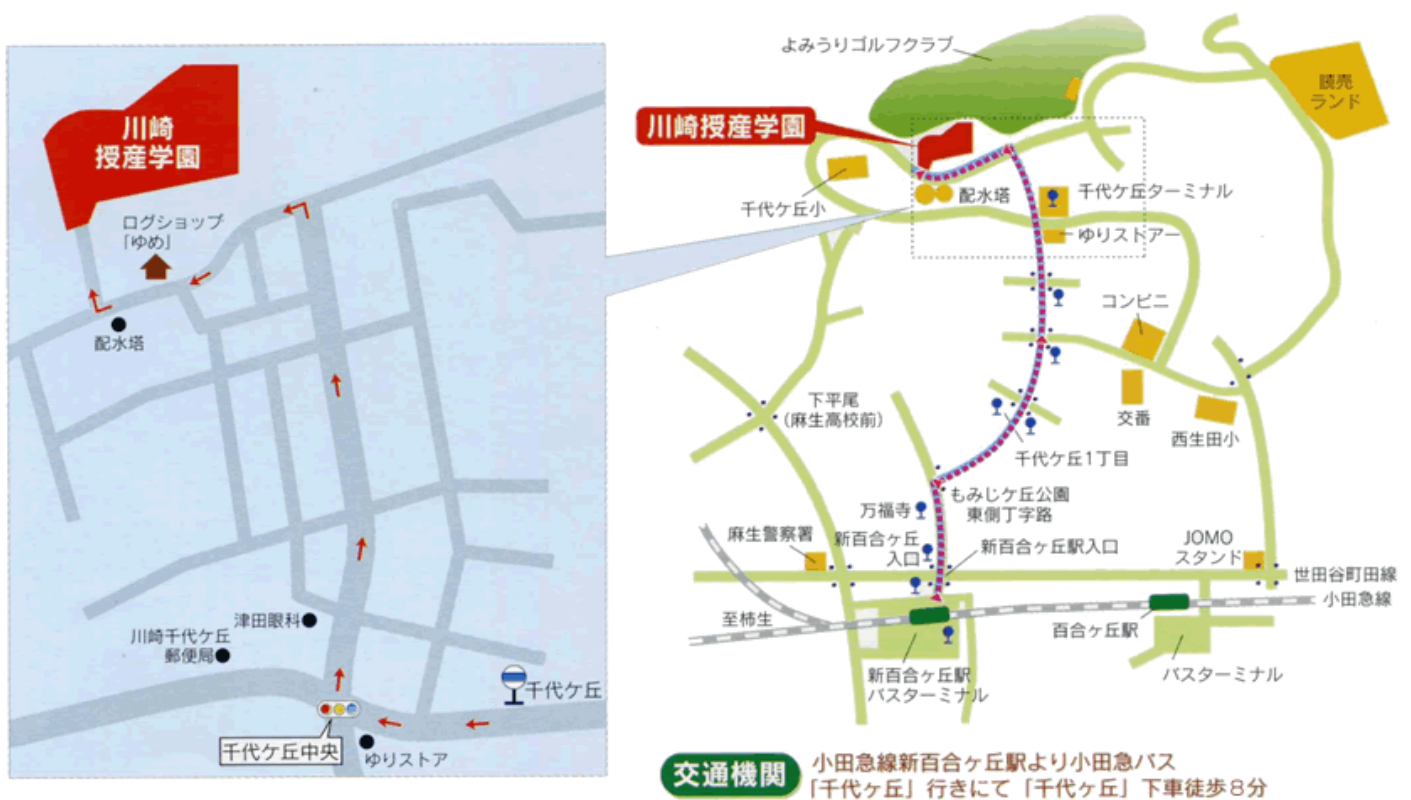 川崎
授産学園
ログショップ
「ゆめ」
配水塔
津田眼科
川崎千代ケ丘
郵便局
千代ケ丘
千代ケ丘中央
ゆりストア
よみうりゴルフクラブ
読売
ランド
川崎授産学園
千代ケ丘小
配水塔
千代ケ丘ターミナル
ゆりストアー
コンビニ
交番
西生田小
下平尾
(麻生高校前)
千代ケ丘1丁目
もみじケ丘公園
東側丁字路
万福寺
麻生警察署
新百合ヶ丘
入口
新百合ヶ丘駅入口
JOMO
スタンド
世田谷町田線
小田急線
至柿生
百合ヶ丘駅
新百合ヶ丘駅
バスターミナル
バスターミナル
交通機関
小田急線新百合ヶ丘駅より小田急バス
「千代ヶ丘」行きにて「千代ヶ丘」下車徒歩8分